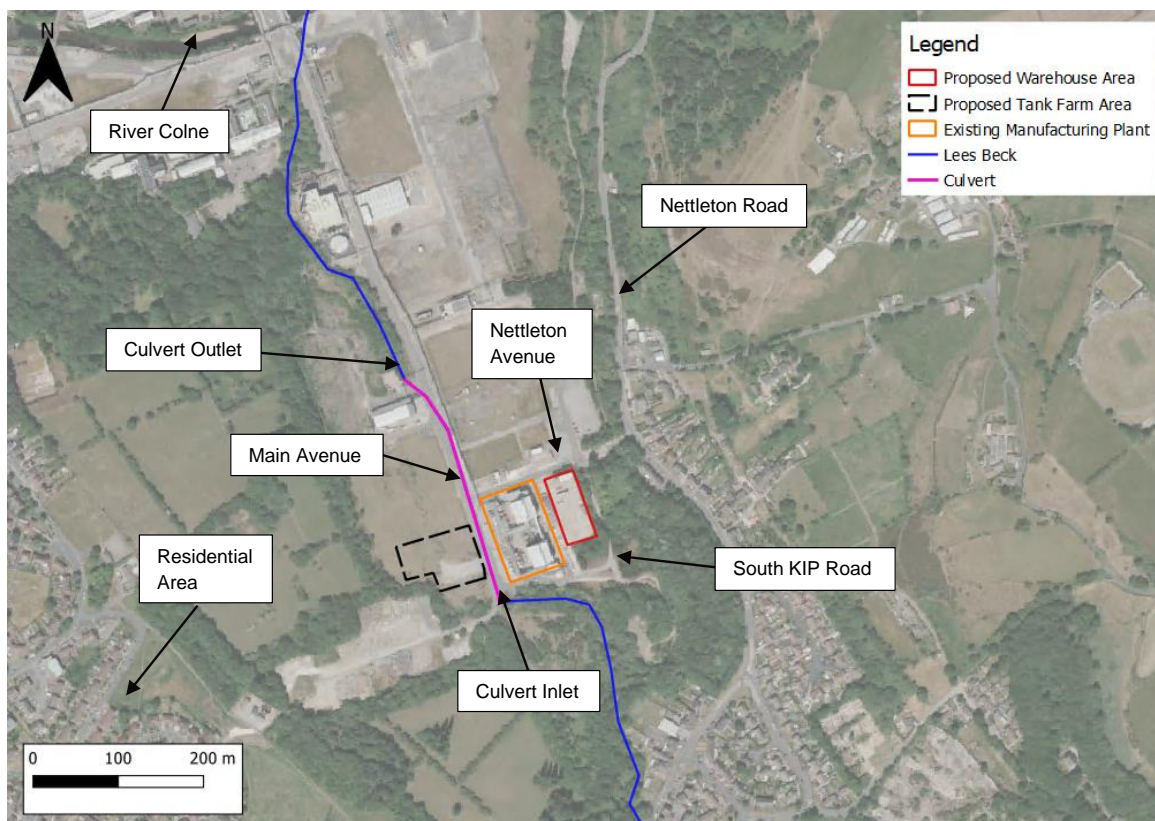 N
River Colne
Legend
Proposed Warehouse Area
Proposed Tank Farm Area
Existing Manufacturing Plant
Lees Beck
Culvert
Nettleton Road
Nettleton
Avenue
Culvert Outlet
Main Avenue
Residential
Area
South KIP Road
Culvert Inlet
0 100 200 m